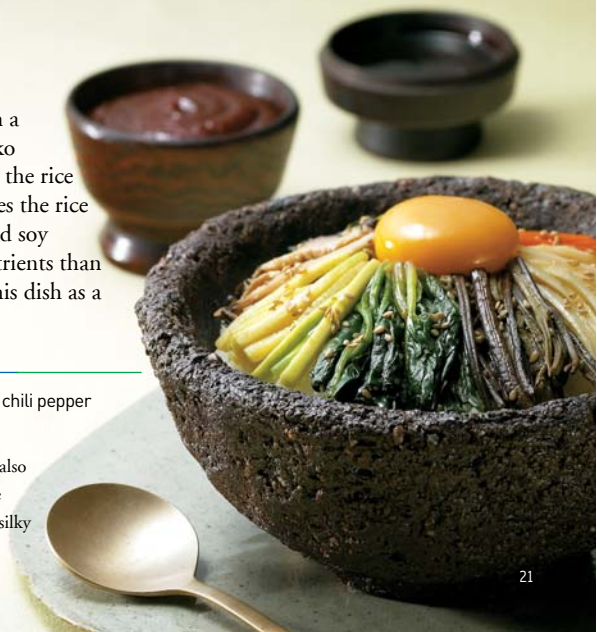 a
ko
the rice
es the rice
d soy
trients than
his dish as a
chili pepper
also
silky
21